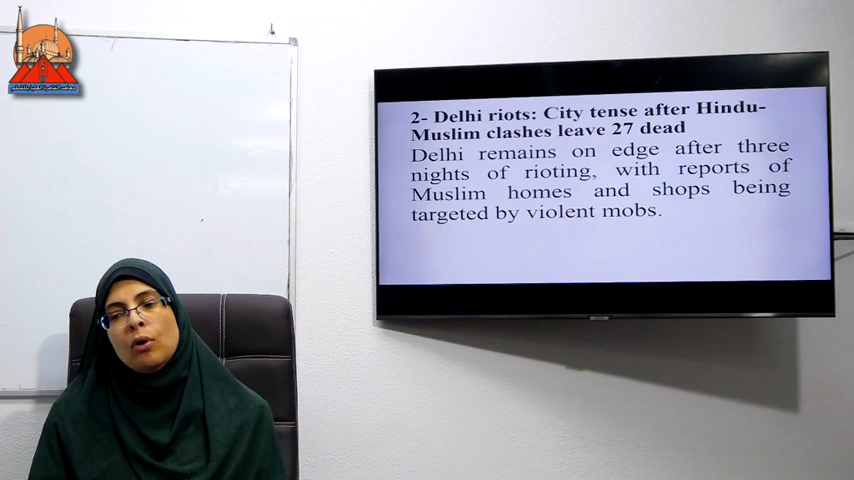 2- Delhi riots: City tense after Hindu-
Muslim clashes leave 27 dead
Delhi remains on edge after three
nights of rioting, with reports of
Muslim homes and shops being
targeted by violent mobs.